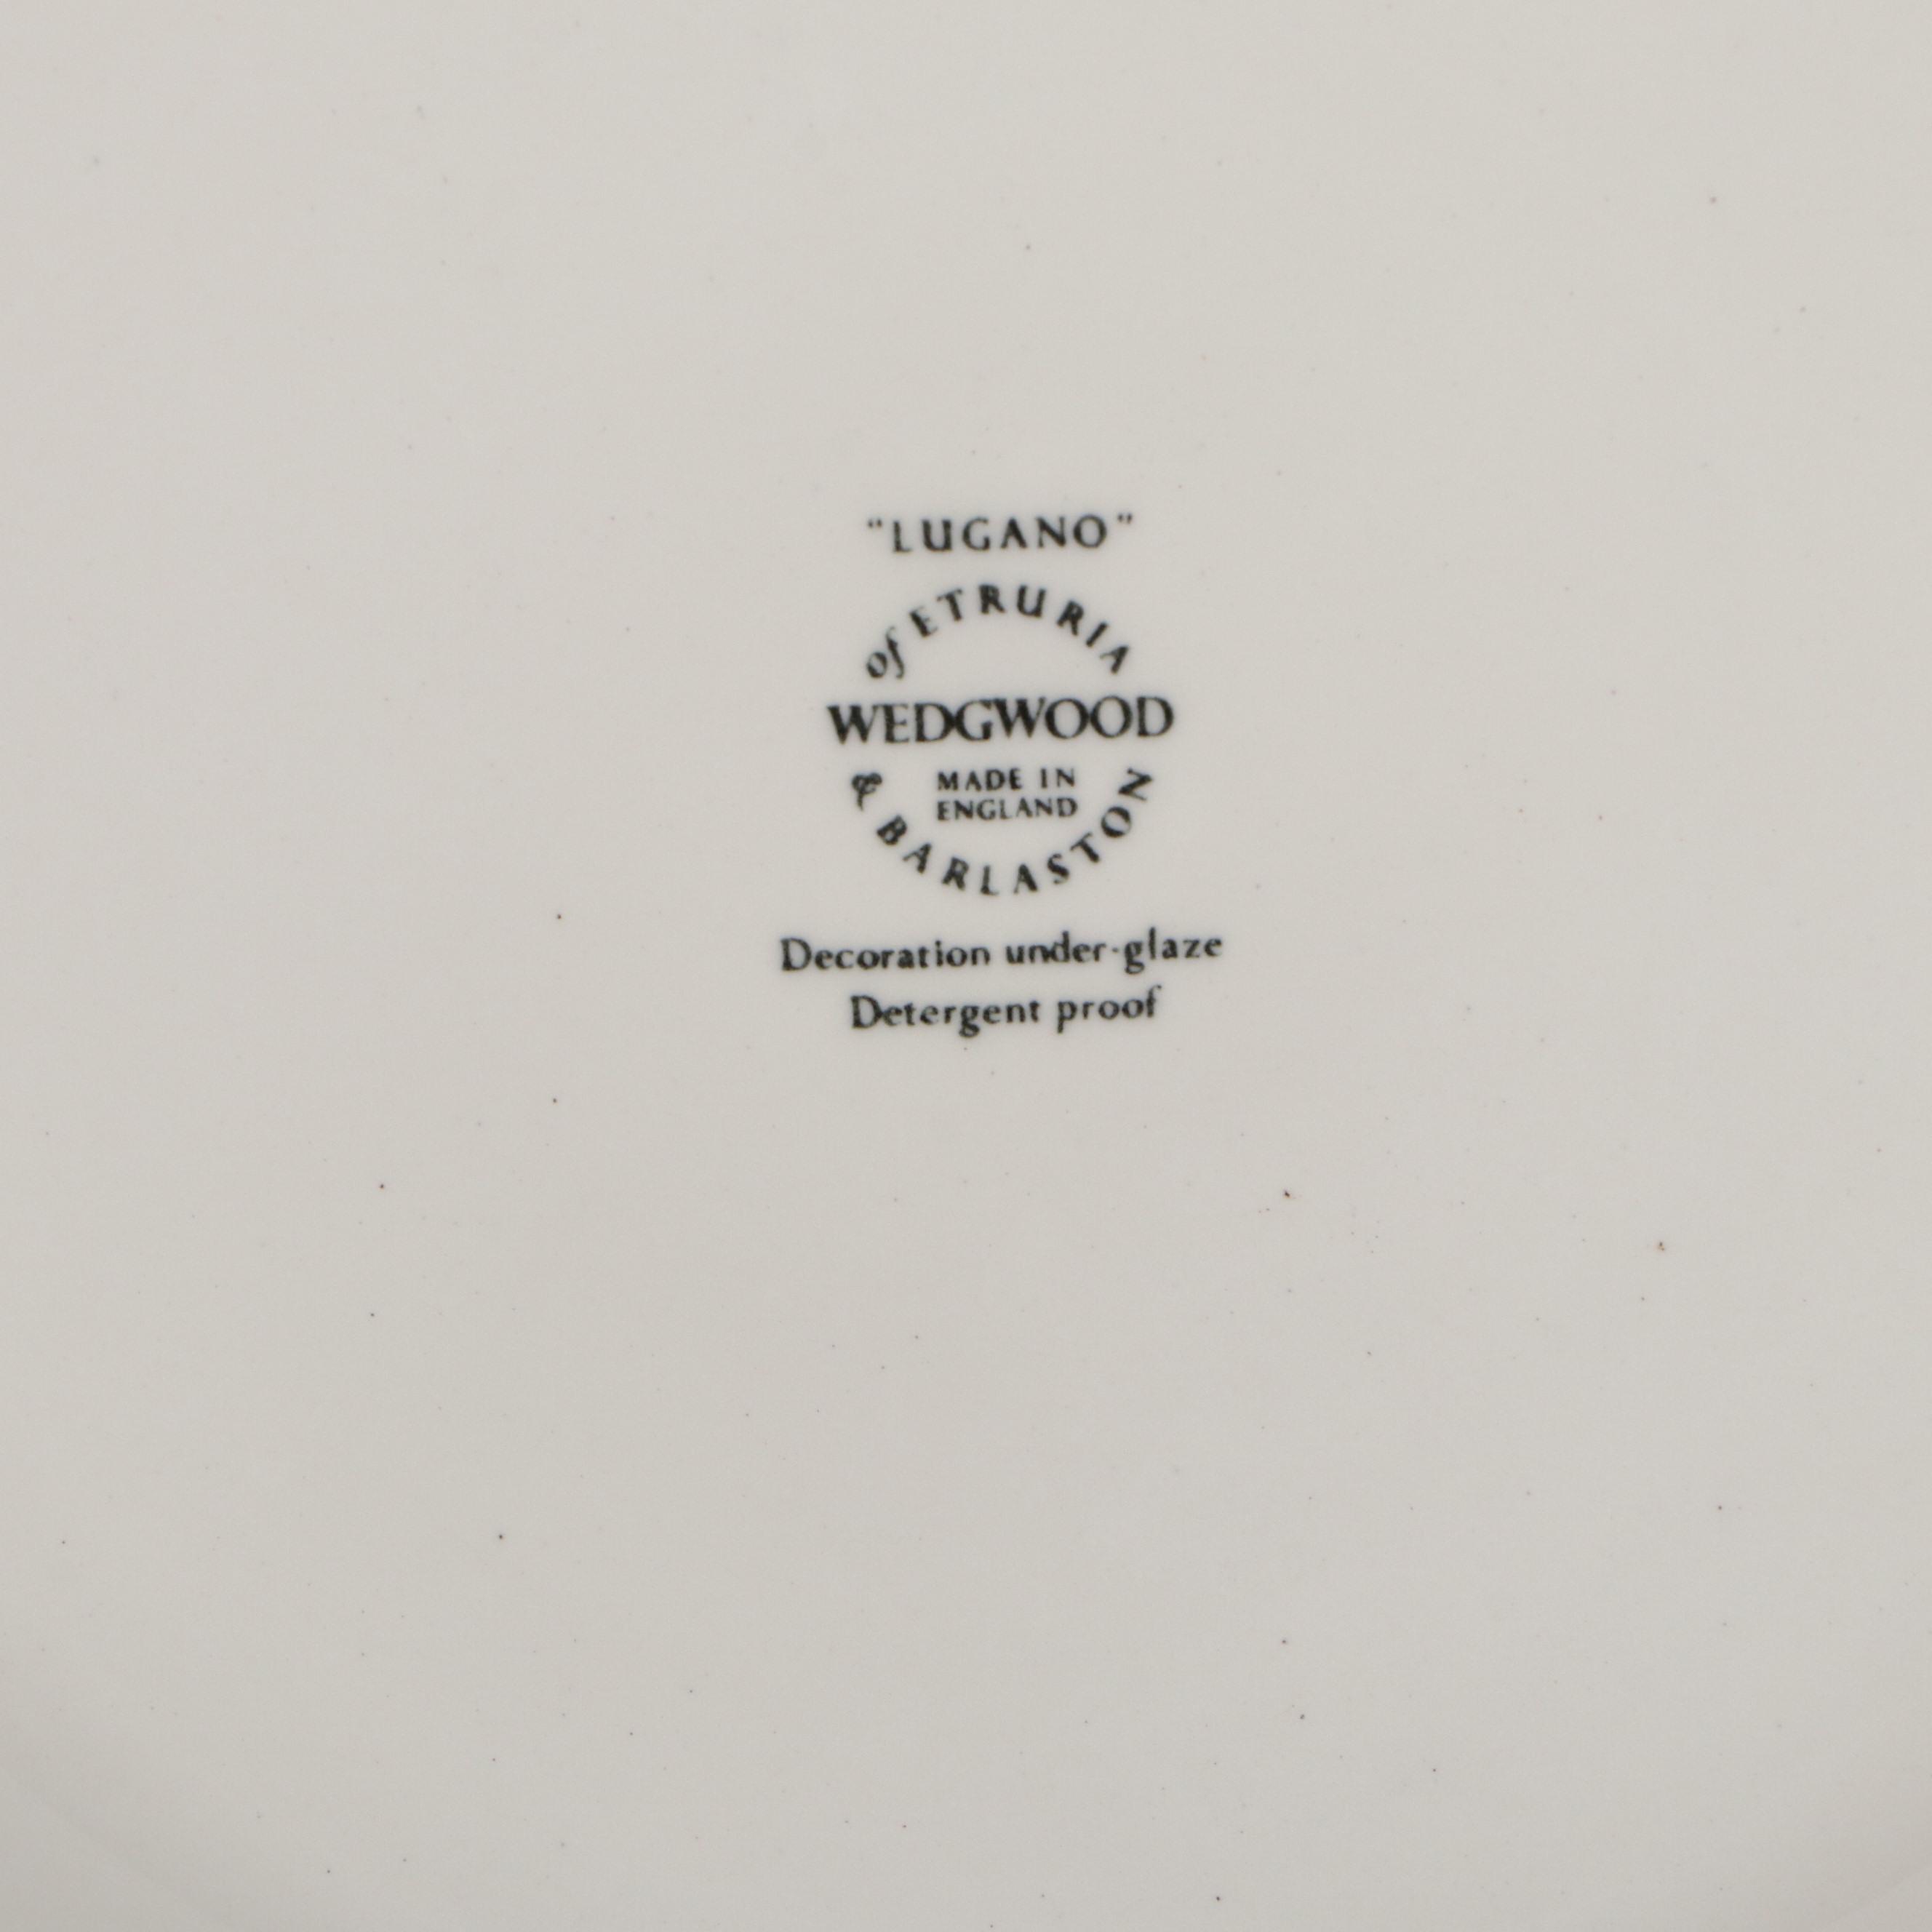 "LUGANO"
of ETRURIA
WEDGWOOD
MADE IN
ENGLAND
& BARLASTON
Decoration under-glaze
Detergent proof